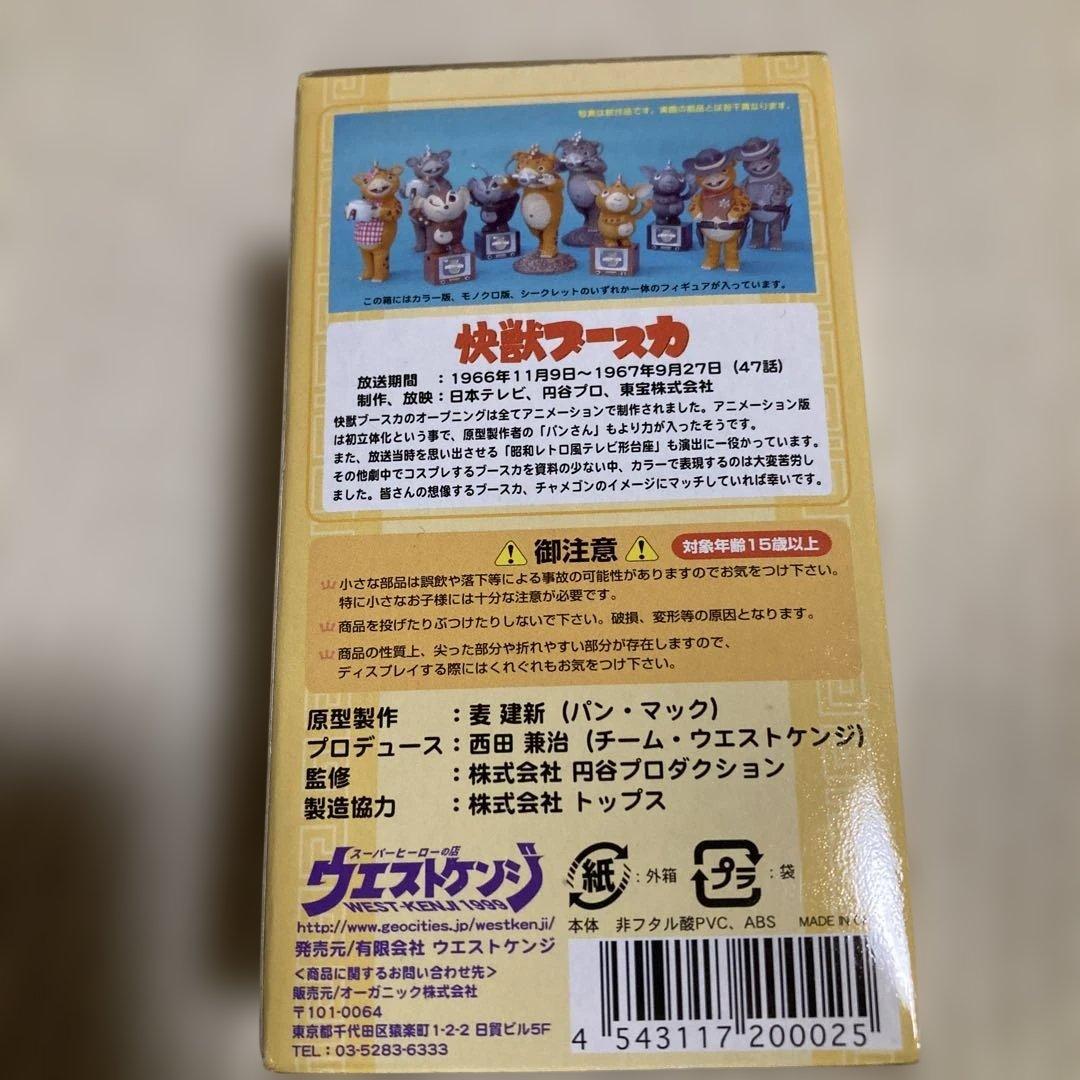 写真は試作品です。実際の商品とは若干異なります。
この箱にはカラー版、モノクロ版、シークレットのいずれか一体のフィギュアが入っています。
快獣ブースカ
放送期間 ：1966年11月9日～1967年9月27日（47話）
制作、放映：日本テレビ、円谷プロ、東宝株式会社
快獣ブースカのオープニングは全てアニメーションで制作されました。アニメーション版
は初立体化という事で、原型製作者の「パンさん」もより力が入ったそうです。
また、放送当時を思い出させる「昭和レトロ風テレビ形台座」も演出に一役かっています。
その他劇中でコスプレするブースカを資料の少ない中、カラーで表現するのは大変苦労し
ました。皆さんの想像するブースカ、チャメゴンのイメージにマッチしていれば幸いです。
御注意 対象年齢15歳以上
小さな部品は誤飲や落下等による事故の可能性がありますのでお気をつけ下さい。
特に小さなお子様には十分な注意が必要です。
商品を投げたりぶつけたりしないで下さい。破損、変形等の原因となります。
商品の性質上、尖った部分や折れやすい部分が存在しますので、
ディスプレイする際にはくれぐれもお気をつけ下さい。
原型製作 ：麦 建新（パン・マック）
プロデュース：西田 兼治（チーム・ウエストケンジ）
監修 ：株式会社 円谷プロダクション
製造協力 ：株式会社 トップス
スーパーヒーローの店
ウエストケンジ
WEST-KENJI 1999
http://www.geocities.jp/westkenji/
発売元/有限会社 ウエストケンジ
＜商品に関するお問い合わせ先＞
販売元/オーガニック株式会社
〒101-0064
東京都千代田区猿楽町1-2-2 日貿ビル5F
TEL：03-5283-6333
紙：外箱 プラ：袋
本体 非フタル酸PVC、ABS MADE IN
4 543117 200025